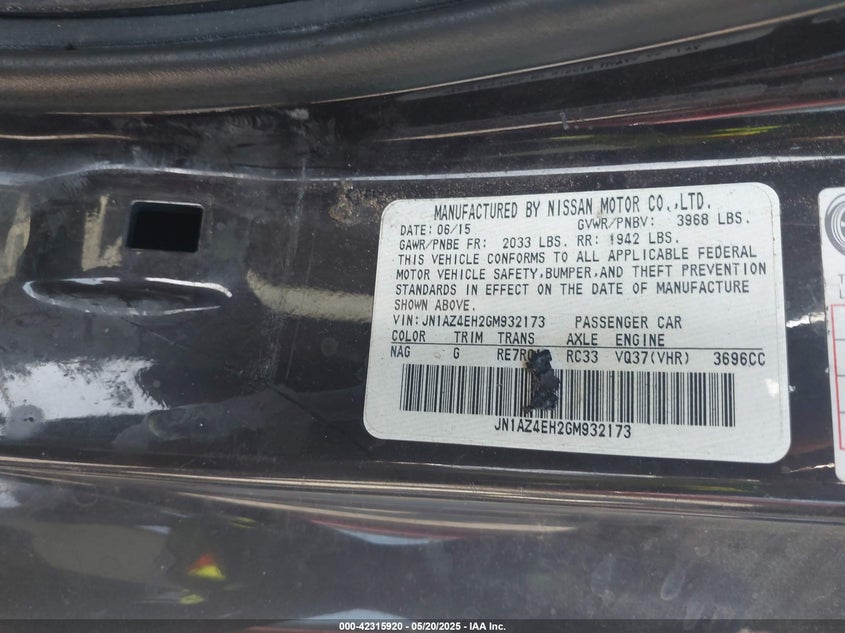 MANUFACTURED BY NISSAN MOTOR CO.,LTD.
DATE: 06/15 GVWR/PNBV: 3968 LBS.
GAWR/PNBE FR: 2033 LBS. RR: 1942 LBS.
THIS VEHICLE CONFORMS TO ALL APPLICABLE FEDERAL
MOTOR VEHICLE SAFETY,BUMPER,AND THEFT PREVENTION
STANDARDS IN EFFECT ON THE DATE OF MANUFACTURE
SHOWN ABOVE.
VIN: JN1AZ4EH2GM932173 PASSENGER CAR
COLOR TRIM TRANS AXLE ENGINE
NAG G RC33 VQ37(VHR) 3696CC
JN1AZ4EH2GM932173
000-42315920 - 05/20/2025 - IAA Inc.